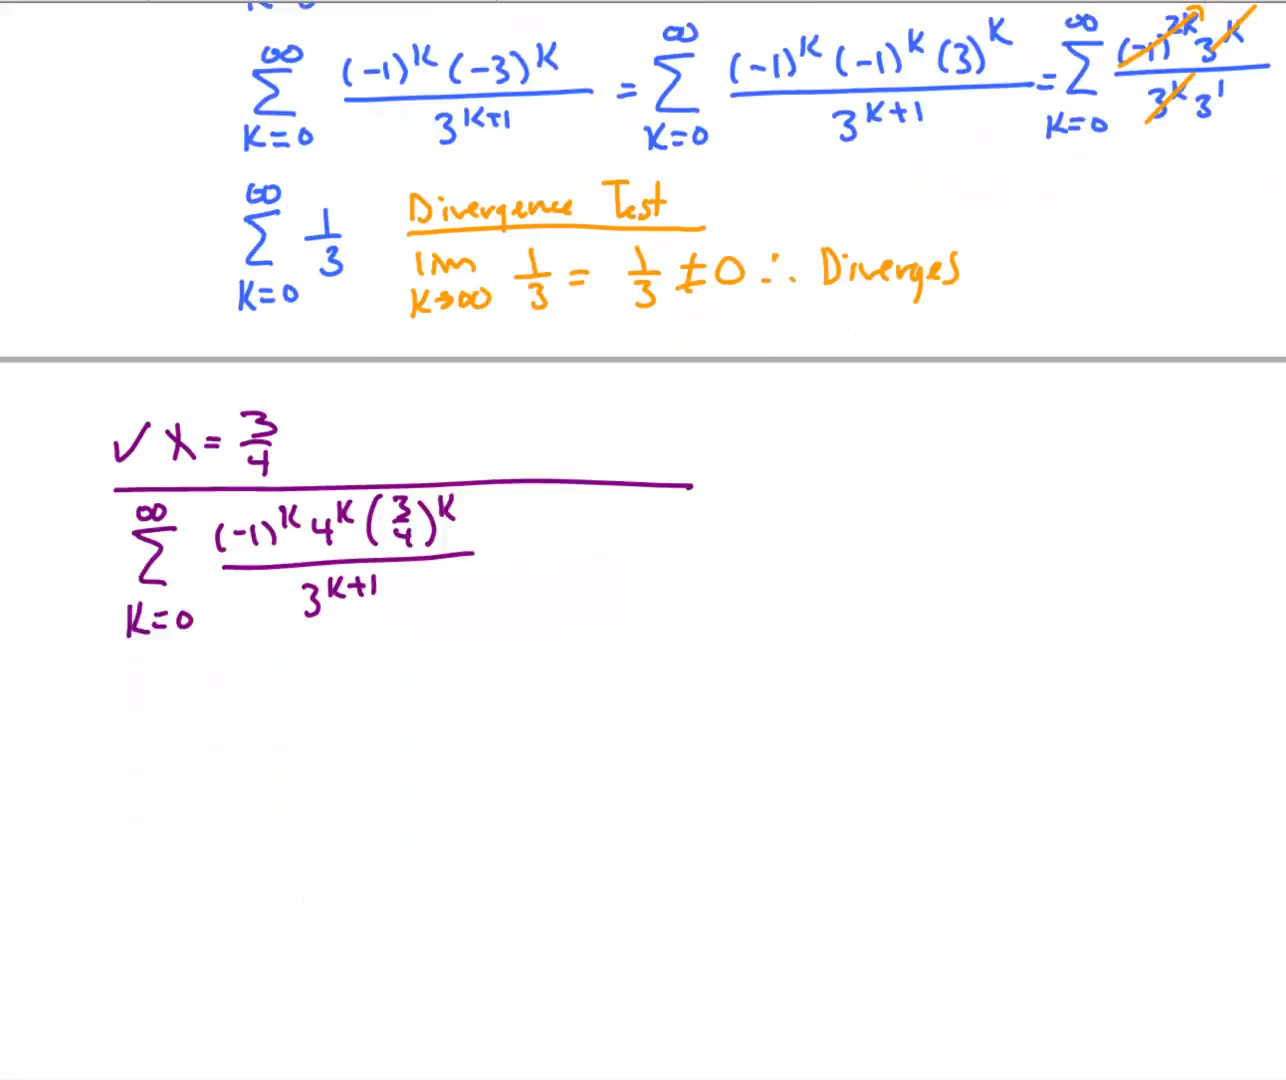 ∞ ∑ K=0 (-1)^K (-3)^K / 3^{K+1} = ∞ ∑ K=0 (-1)^K (-1)^K (3)^K / 3^{K+1} = ∞ ∑ K=0 (-1)^{2K} 3^K / 3^K 3^1
Divergence Test
∞ ∑ K=0 1/3 lim K→∞ 1/3 = 1/3 ≠ 0 ∴ Diverges
✓ X = 3/4
∞ ∑ K=0 (-1)^K 4^K (3/4)^K / 3^{K+1}